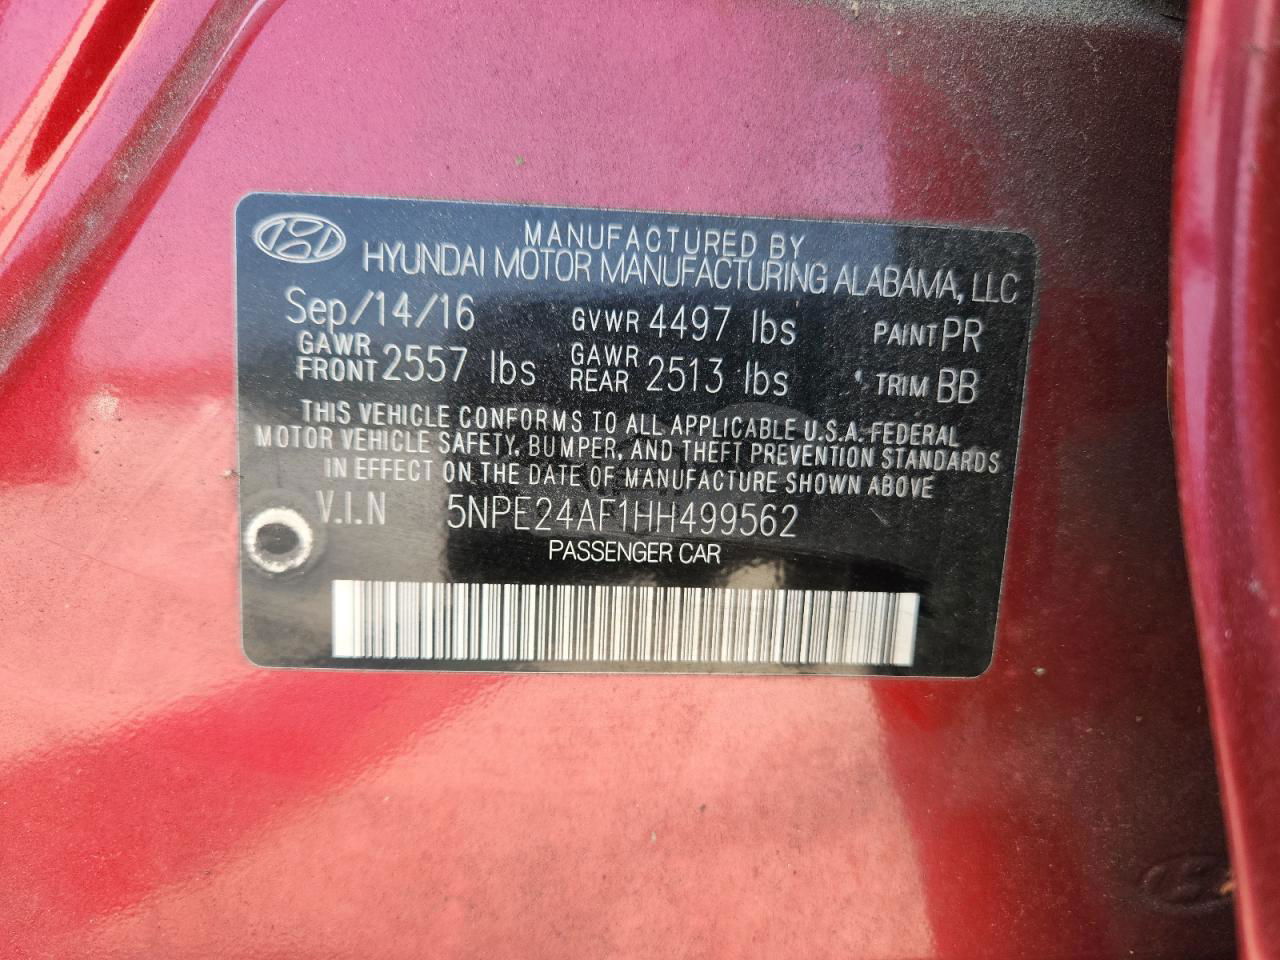 MANUFACTURED BY
HYUNDAI MOTOR MANUFACTURING ALABAMA, LLC
Sep/14/16 GVWR 4497 lbs PAINT PR
GAWR FRONT 2557 lbs GAWR REAR 2513 lbs TRIM BB
THIS VEHICLE CONFORMS TO ALL APPLICABLE U.S.A. FEDERAL
MOTOR VEHICLE SAFETY, BUMPER, AND THEFT PREVENTION STANDARDS
IN EFFECT ON THE DATE OF MANUFACTURE SHOWN ABOVE
V.I.N 5NPE24AF1HH499562
PASSENGER CAR